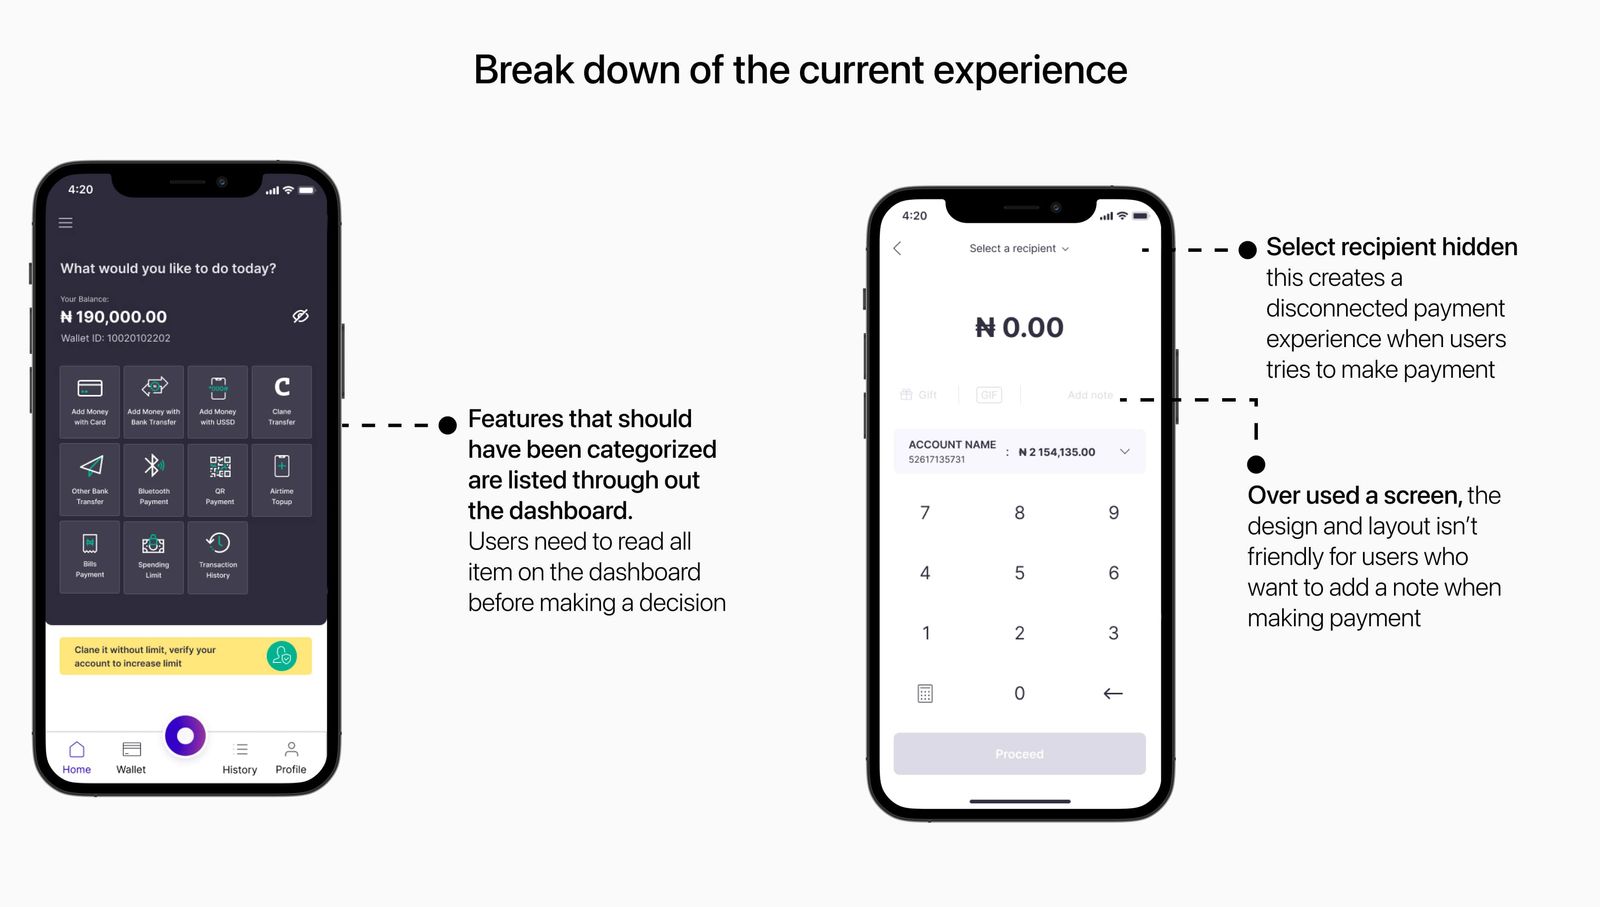 Break down of the current experience
4:20
What would you like to do today?
Your Balance:
₦ 190,000.00
Wallet ID: 10020102202
Add Money
with Card
Add Money with
Bank Transfer
*000#
Add Money
with USSD
C
Clane
Transfer
Other Bank
Transfer
Bluetooth
Payment
QR
Payment
Airtime
Topup
Bills
Payment
Spending
Limit
Transaction
History
Clane it without limit, verify your
account to increase limit
Home
Wallet
History
Profile
Features that should
have been categorized
are listed through out
the dashboard.
Users need to read all
item on the dashboard
before making a decision
4:20
Select a recipient
₦ 0.00
Gift
GIF
Add note
ACCOUNT NAME
52617135731
: ₦ 2 154,135.00
7 8 9
4 5 6
1 2 3
0
Proceed
Select recipient hidden
this creates a
disconnected payment
experience when users
tries to make payment
Over used a screen, the
design and layout isn't
friendly for users who
want to add a note when
making payment